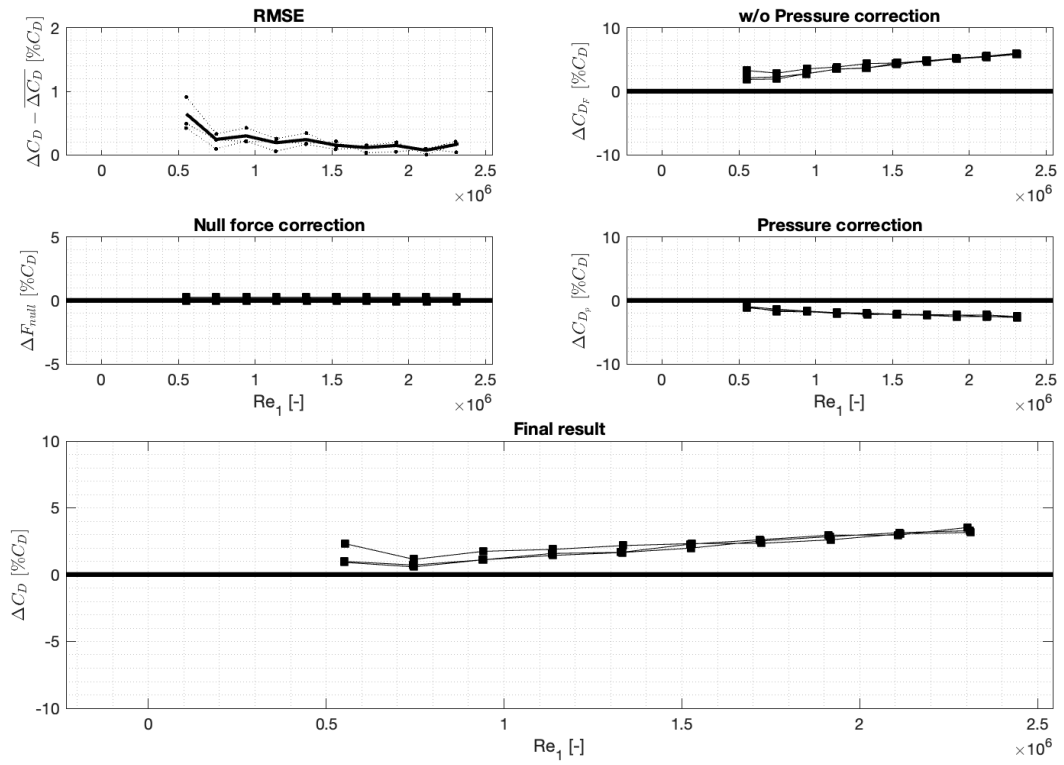 RMSE
ΔC_D − \overline{ΔC_D} [%C_D]
2
1
0
0 0.5 1 1.5 2 2.5
×10^6
w/o Pressure correction
ΔC_{D_F} [%C_D]
10
0
-10
0 0.5 1 1.5 2 2.5
×10^6
Null force correction
ΔF_{null} [%C_D]
5
0
-5
0 0.5 1 1.5 2 2.5
Re_1 [-]
×10^6
Pressure correction
ΔC_{D_p} [%C_D]
10
0
-10
0 0.5 1 1.5 2 2.5
Re_1 [-]
×10^6
Final result
ΔC_D [%C_D]
10
5
0
-5
-10
0 0.5 1 1.5 2 2.5
Re_1 [-]
×10^6